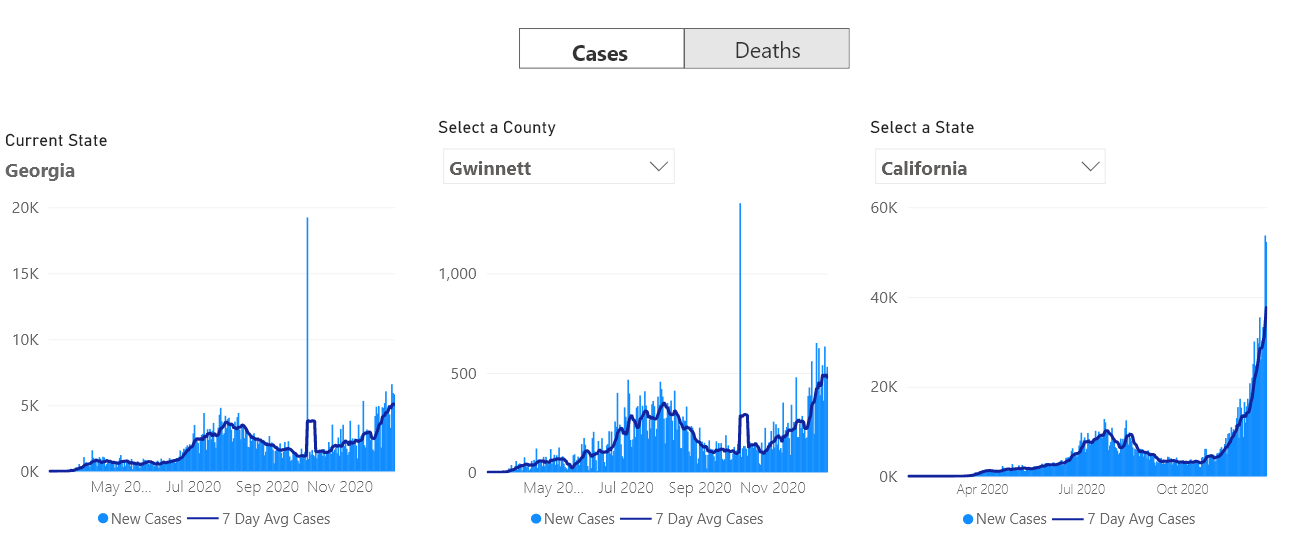 Cases Deaths
Current State
Georgia
20K
15K
10K
5K
0K
May 20... Jul 2020 Sep 2020 Nov 2020
New Cases 7 Day Avg Cases
Select a County
Gwinnett
1,000
500
0
May 20... Jul 2020 Sep 2020 Nov 2020
New Cases 7 Day Avg Cases
Select a State
California
60K
40K
20K
0K
Apr 2020 Jul 2020 Oct 2020
New Cases 7 Day Avg Cases